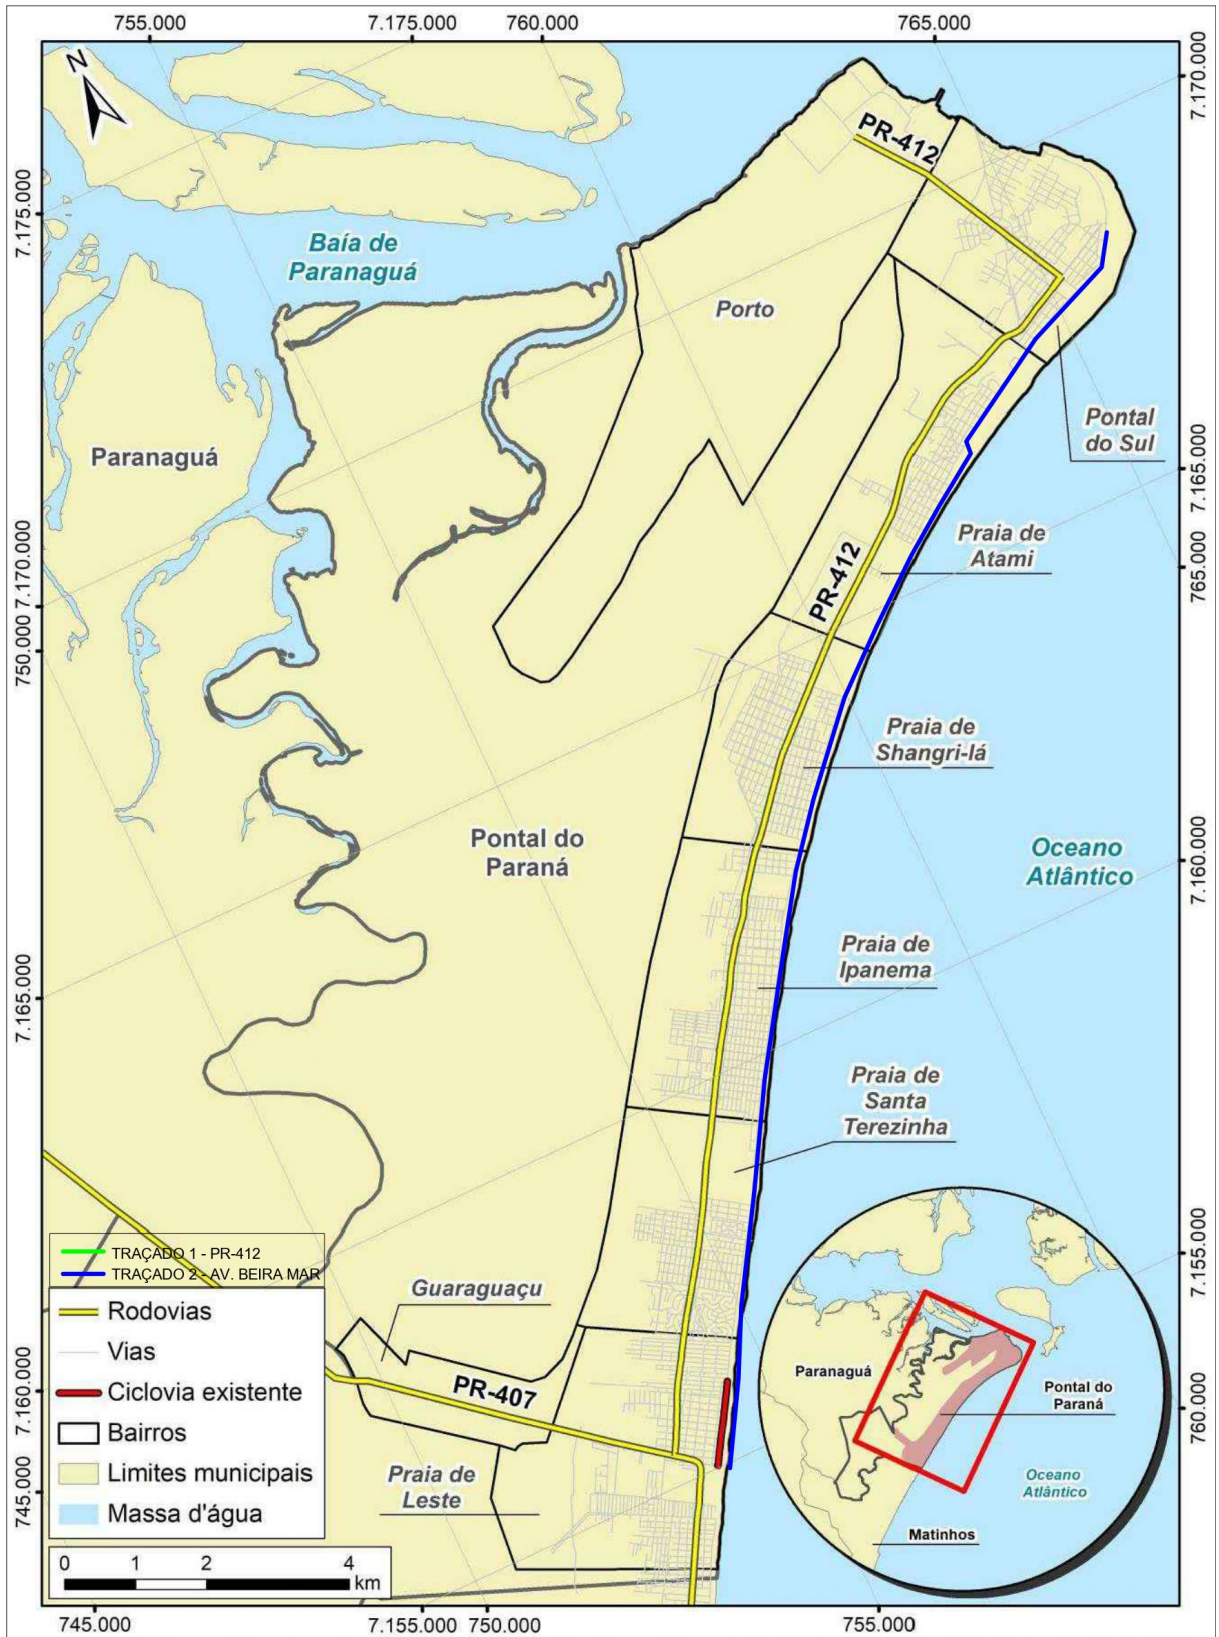 755.000
7.175.000
760.000
765.000
N
7.170.000
PR-412
7.175.000
Baía de
Paranaguá
Porto
Pontal
do Sul
Paranaguá
7.165.000
Praia de
Atami
765.000
7.170.000
PR-412
750.000
Praia de
Shangri-lá
Pontal do
Paraná
Oceano
Atlântico
7.160.000
Praia de
Ipanema
7.165.000
Praia de
Santa
Terezinha
7.155.000
TRAÇADO 1 - PR-412
TRAÇADO 2 - AV. BEIRA MAR
Guaraguaçu
Rodovias
Vias
Ciclovia existente
Bairros
Limites municipais
Massa d'água
PR-407
Praia de
Leste
7.160.000
745.000
760.000
Paranaguá
Pontal do
Paraná
Oceano
Atlântico
Matinhos
0 1 2 4
km
745.000
7.155.000
750.000
755.000